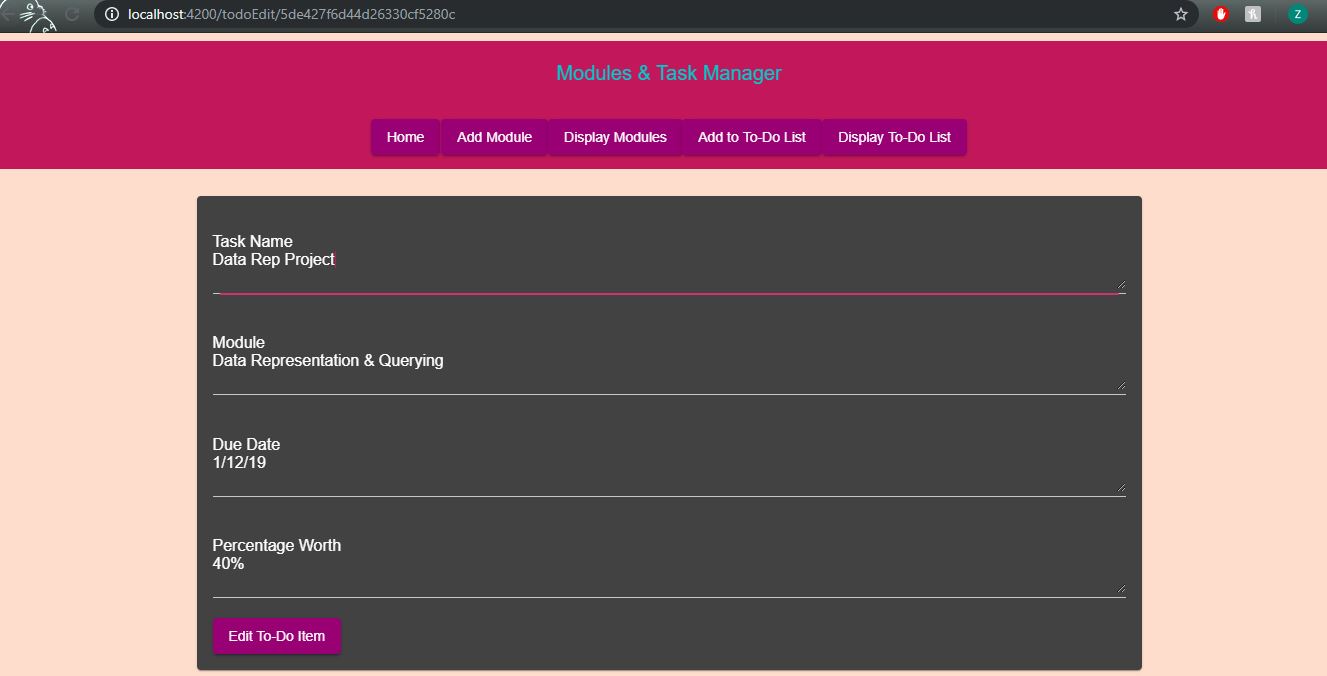 localhost:4200/todoEdit/5de427f6d44d26330cf5280c
Z
Modules & Task Manager
Home Add Module Display Modules Add to To-Do List Display To-Do List
Task Name
Data Rep Project
Module
Data Representation & Querying
Due Date
1/12/19
Percentage Worth
40%
Edit To-Do Item